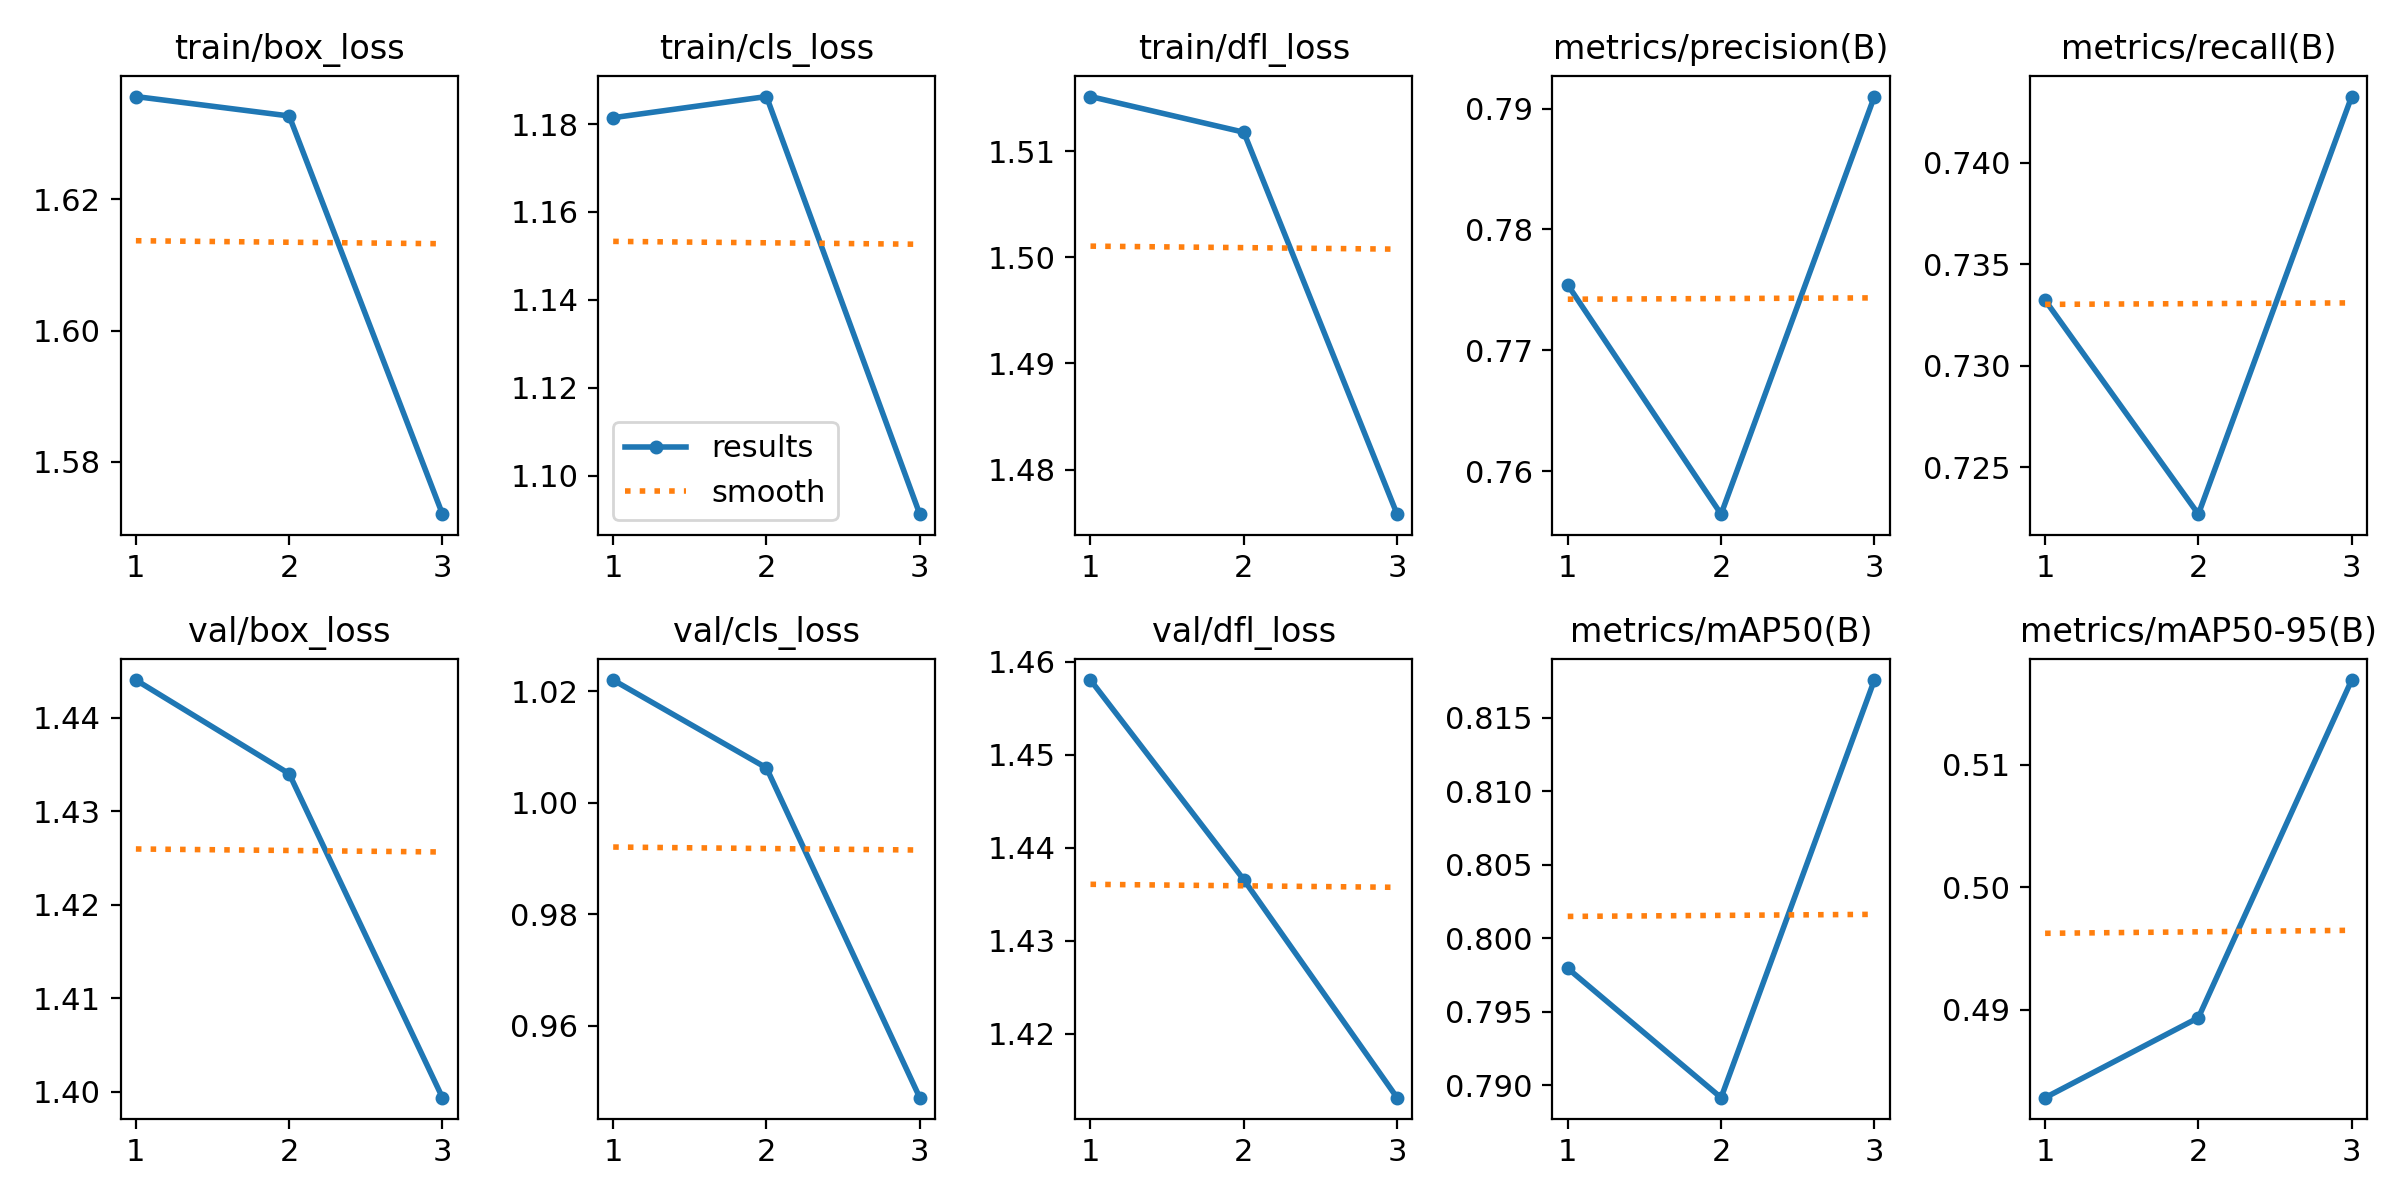 train/box_loss
1.62
1.60
1.58
1 2 3
train/cls_loss
1.18
1.16
1.14
1.12
1.10
results
smooth
1 2 3
train/dfl_loss
1.51
1.50
1.49
1.48
1 2 3
metrics/precision(B)
0.79
0.78
0.77
0.76
1 2 3
metrics/recall(B)
0.740
0.735
0.730
0.725
1 2 3
val/box_loss
1.44
1.43
1.42
1.41
1.40
1 2 3
val/cls_loss
1.02
1.00
0.98
0.96
1 2 3
val/dfl_loss
1.46
1.45
1.44
1.43
1.42
1 2 3
metrics/mAP50(B)
0.815
0.810
0.805
0.800
0.795
0.790
1 2 3
metrics/mAP50-95(B)
0.51
0.50
0.49
1 2 3